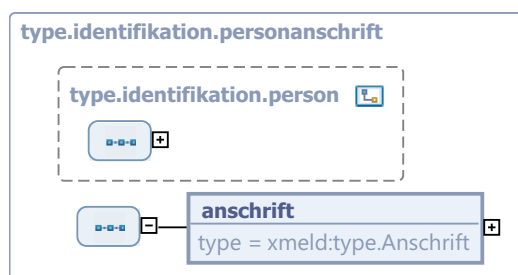 type.identifikation.personanschrift
type.identifikation.person
anschrift
type = xmeld:type.Anschrift